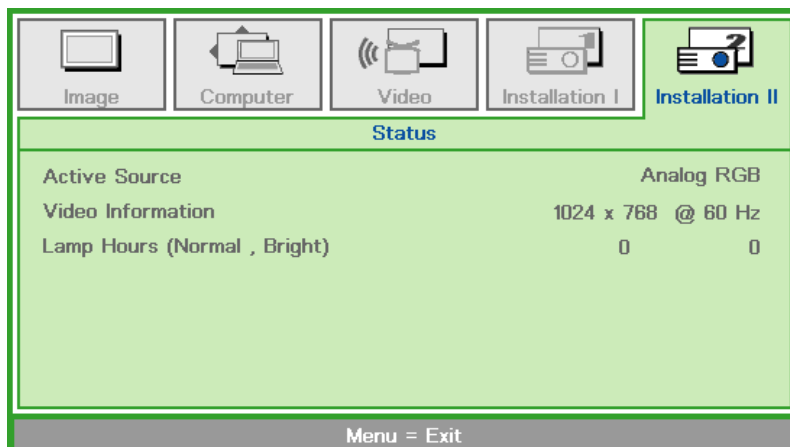 Image Computer Video Installation I Installation II
Status
Active Source Analog RGB
Video Information 1024 x 768 @ 60 Hz
Lamp Hours (Normal , Bright) 0 0
Menu = Exit